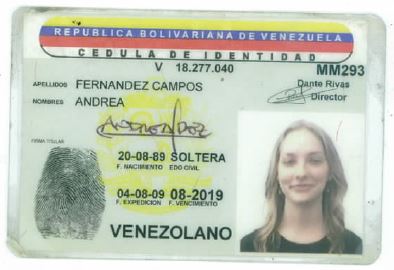 REPUBLICA BOLIVARIANA DE VENEZUELA
CEDULA DE IDENTIDAD
V 18.277.040 MM293
APELLIDOS FERNANDEZ CAMPOS Dante Rivas
NOMBRES ANDREA Director
FIRMA TITULAR
20-08-89 SOLTERA
F. NACIMIENTO EDO CIVIL
04-08-09 08-2019
F. EXPEDICION F. VENCIMIENTO
VENEZOLANO